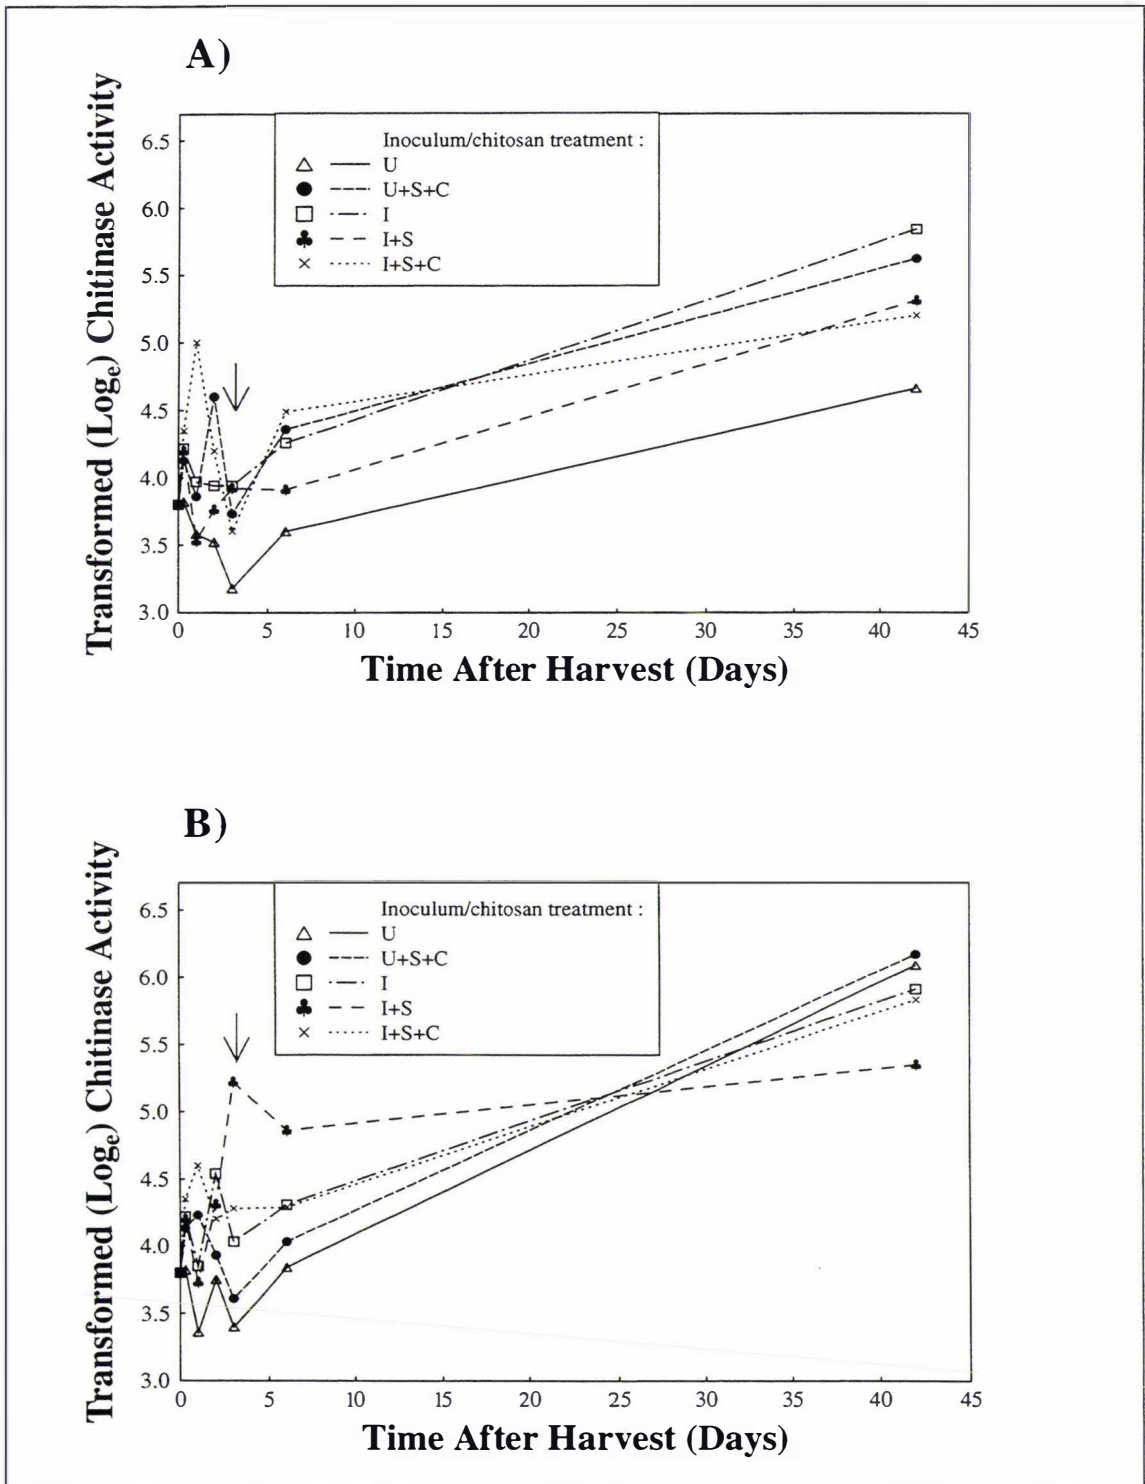 A)
Transformed (Logₑ) Chitinase Activity
6.5
6.0
5.5
5.0
4.5
4.0
3.5
3.0
Inoculum/chitosan treatment :
U
U+S+C
I
I+S
I+S+C
0 5 10 15 20 25 30 35 40 45
Time After Harvest (Days)
B)
Transformed (Logₑ) Chitinase Activity
6.5
6.0
5.5
5.0
4.5
4.0
3.5
3.0
Inoculum/chitosan treatment :
U
U+S+C
I
I+S
I+S+C
0 5 10 15 20 25 30 35 40 45
Time After Harvest (Days)